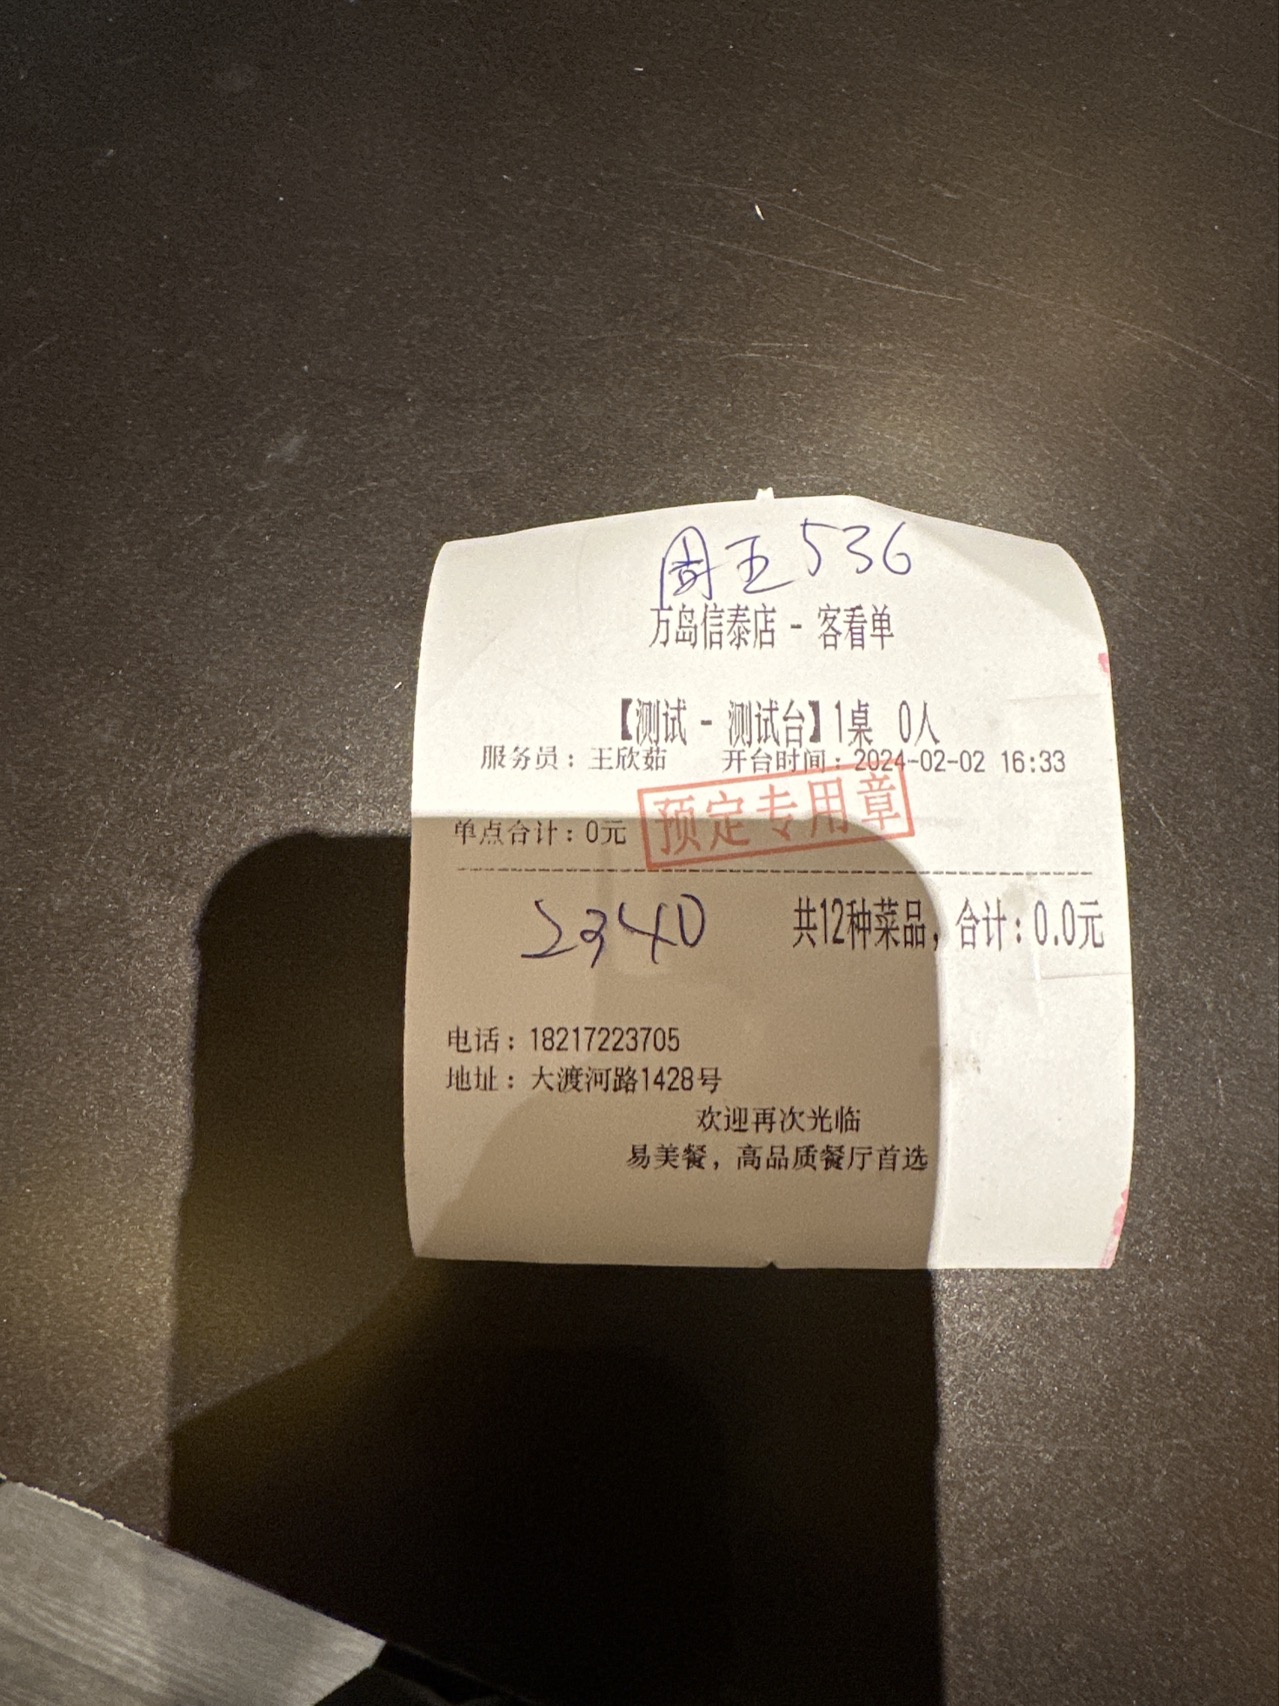 周五536
万岛信泰店 - 客看单
【测试 - 测试台】1桌 0人
服务员：王欣茹 开台时间：2024-02-02 16:33
预定专用章
单点合计：0元
共12种菜品，合计：0.0元
2340
电话：18217223705
地址：大渡河路1428号
欢迎再次光临
易美餐，高品质餐厅首选